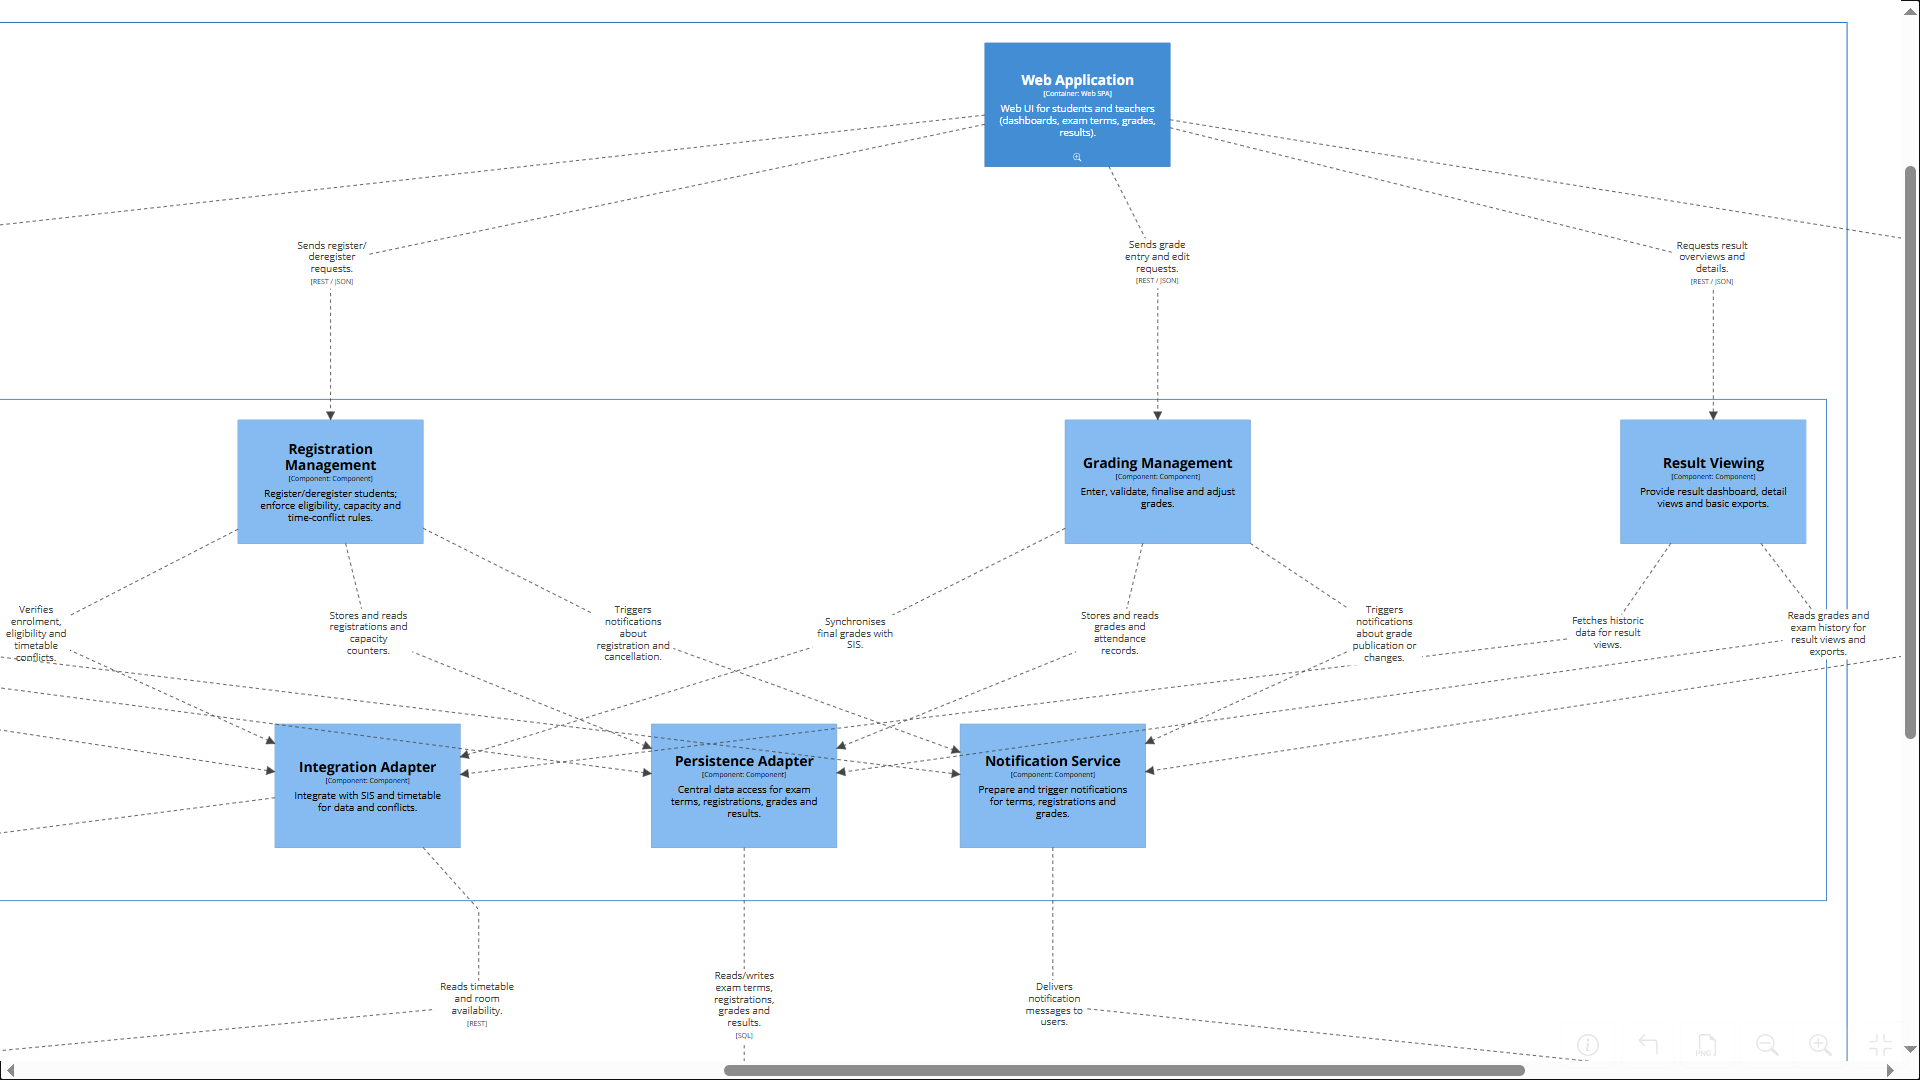 Web Application
[Container: Web SPA]
Web UI for students and teachers
(dashboards, exam terms, grades,
results).
Sends register/
deregister
requests.
[REST / JSON]
Sends grade
entry and edit
requests.
[REST / JSON]
Requests result
overviews and
details.
[REST / JSON]
Registration
Management
[Component: Component]
Register/deregister students;
enforce eligibility, capacity and
time-conflict rules.
Grading Management
[Component: Component]
Enter, validate, finalise and adjust
grades.
Result Viewing
[Component: Component]
Provide result dashboard, detail
views and basic exports.
Verifies
enrolment,
eligibility and
timetable
conflicts.
Stores and reads
registrations and
capacity
counters.
Triggers
notifications
about
registration and
cancellation.
Synchronises
final grades with
SIS.
Stores and reads
grades and
attendance
records.
Triggers
notifications
about grade
publication or
changes.
Fetches historic
data for result
views.
Reads grades and
exam history for
result views and
exports.
Integration Adapter
[Component: Component]
Integrate with SIS and timetable
for data and conflicts.
Persistence Adapter
[Component: Component]
Central data access for exam
terms, registrations, grades and
results.
Notification Service
[Component: Component]
Prepare and trigger notifications
for terms, registrations and
grades.
Reads timetable
and room
availability.
[REST]
Reads/writes
exam terms,
registrations,
grades and
results.
[SQL]
Delivers
notification
messages to
users.
PNG